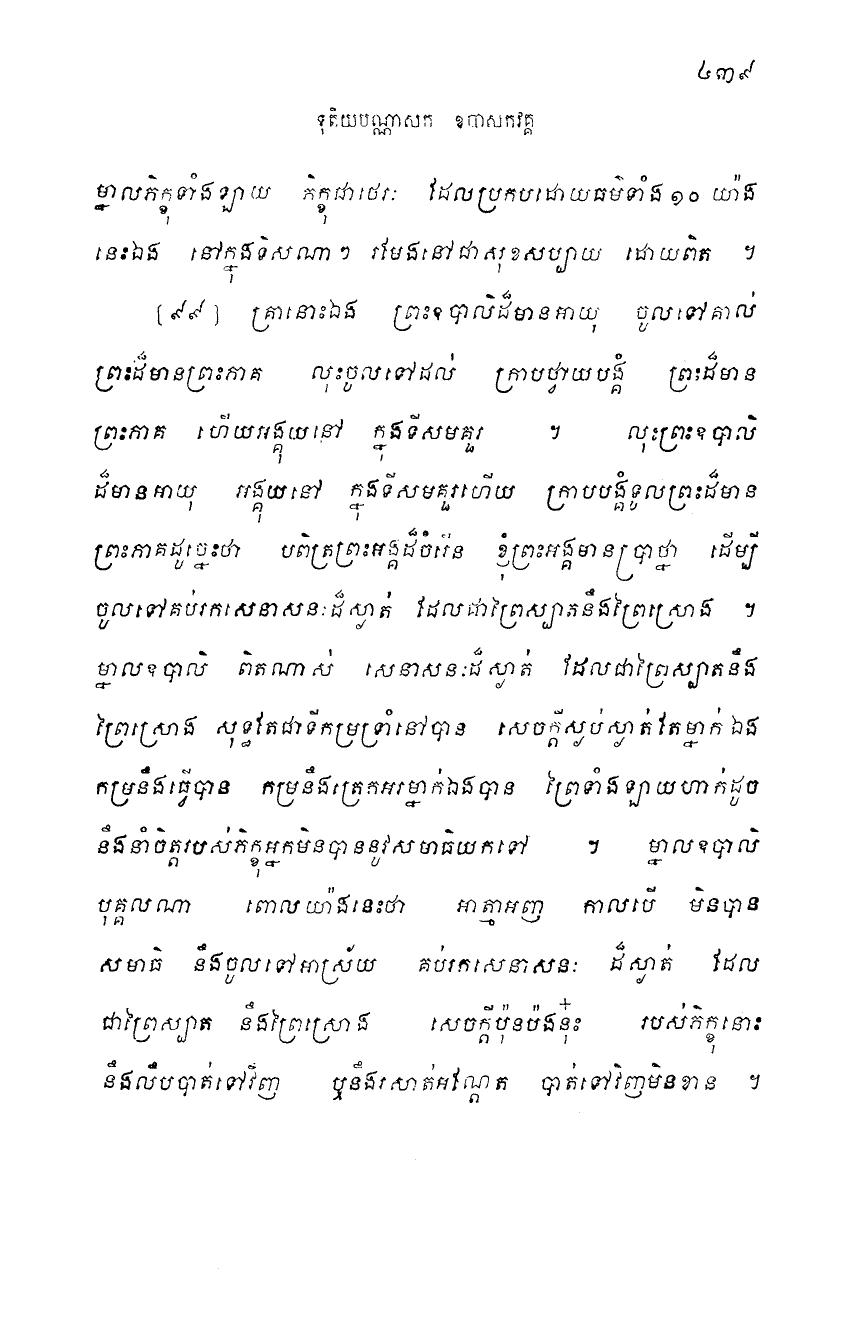 ៤៣៩
ទុតិយបណ្ណាសក ឧបាសកវគ្គ
ម្នាលភិក្ខុទាំងឡាយ ភិក្ខុជាថេរៈ ដែលប្រកបដោយធម៌ទាំង១០ យ៉ាង
នេះឯង នៅក្នុងទិសណាៗ រមែងនៅជាសុខសប្បាយ ដោយពិត ។
[៩៩] គ្រានោះឯង ព្រះឧបាលិដ៏មានអាយុ ចូលទៅគាល់
ព្រះដ៏មានព្រះភាគ លុះចូលទៅដល់ ក្រាបថ្វាយបង្គំ ព្រះដ៏មាន
ព្រះភាគ ហើយអង្គុយនៅ ក្នុងទីសមគួរ ។ លុះព្រះឧបាលិ
ដ៏មានអាយុ អង្គុយនៅ ក្នុងទីសមគួរហើយ ក្រាបបង្គំទូលព្រះដ៏មាន
ព្រះភាគដូច្នេះថា បពិត្រព្រះអង្គដ៏ចំរើន ខ្ញុំព្រះអង្គមានប្រាថ្នា ដើម្បី
ចូលទៅគប់រកសេនាសនៈដ៏ស្ងាត់ ដែលជាព្រៃស្បាតនឹងព្រៃស្រោង ។
ម្នាលឧបាលិ ពិតណាស់ សេនាសនៈដ៏ស្ងាត់ ដែលជាព្រៃស្បាតនឹង
ព្រៃស្រោង សុទ្ធតែជាទីកម្រទ្រាំនៅបាន សេចក្តីស្ងប់ស្ងាត់តែម្នាក់ឯង
កម្រនឹងធ្វើបាន កម្រនឹងត្រេកអរម្នាក់ឯងបាន ព្រៃទាំងឡាយហាក់ដូច
នឹងនាំចិត្តរបស់ភិក្ខុអ្នកមិនបាននូវសមាធិយកទៅ ។ ម្នាលឧបាលិ
បុគ្គលណា ពោលយ៉ាងនេះថា អាត្មាអញ កាលបើ មិនបាន
សមាធិ នឹងចូលទៅអាស្រ័យ គប់រកសេនាសនៈ ដ៏ស្ងាត់ ដែល
ជាព្រៃស្បាត នឹងព្រៃស្រោង សេចក្តីប៉ុនប៉ងនុ៎ះ របស់ភិក្ខុនោះ
នឹងលឹបបាត់ទៅវិញ ឬនឹងរសាត់អណ្តែត បាត់ទៅវិញមិនខាន ។